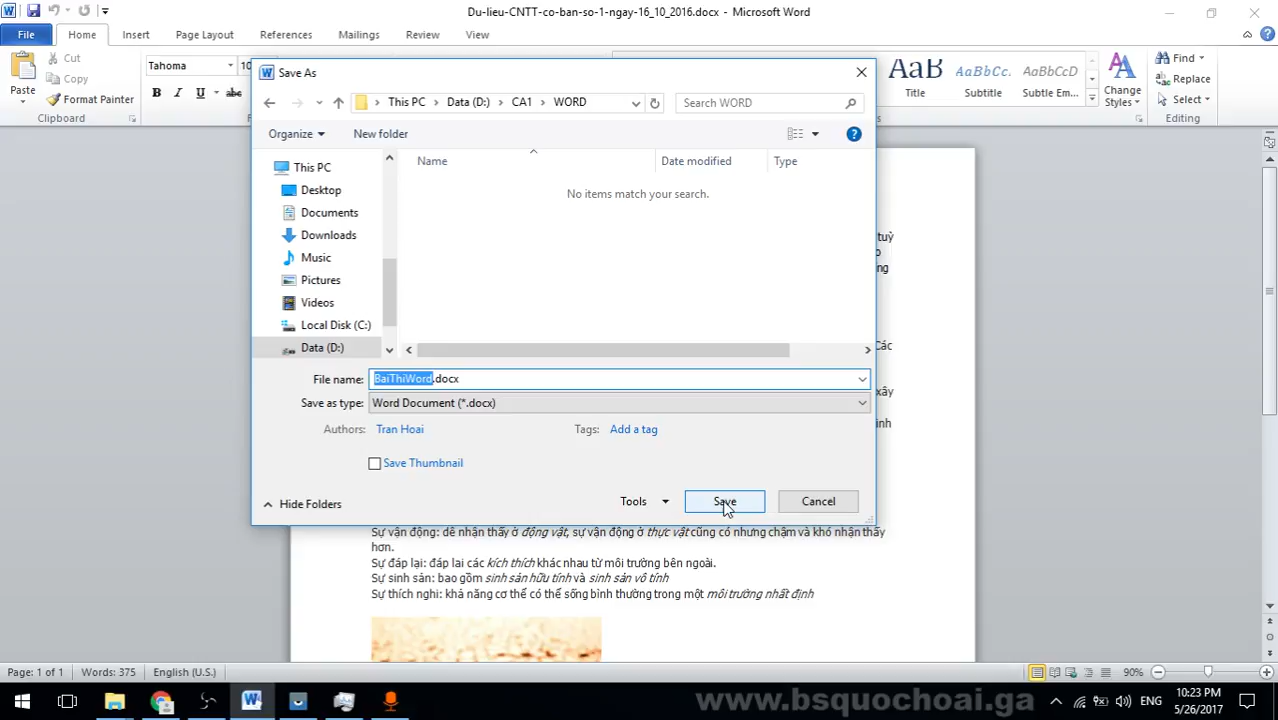 Du-lieu-CNTT-co-ban-so-1-ngay-16_10_2016.docx - Microsoft Word
File Home Insert Page Layout References Mailings Review View
Paste
Cut
Copy
Format Painter
Clipboard
Tahoma 10
B I U abc
AaB AaBbCc. AaBbCcD
Title Subtitle Subtle Em...
Change Styles
Find
Replace
Select
Editing
Save As
This PC Data (D:) CA1 WORD
Search WORD
Organize New folder
Name Date modified Type
No items match your search.
This PC
Desktop
Documents
Downloads
Music
Pictures
Videos
Local Disk (C:)
Data (D:)
File name: BaiThiWord.docx
Save as type: Word Document (*.docx)
Authors: Tran Hoai Tags: Add a tag
Save Thumbnail
Hide Folders Tools Save Cancel
tuỳ
Các
xây
Sự vận động: dễ nhận thấy ở động vật, sự vận động ở thực vật cũng có nhưng chậm và khó nhận thấy
hơn.
Sự đáp lại: đáp lại các kích thích khác nhau từ môi trường bên ngoài.
Sự sinh sản: bao gồm sinh sản hữu tính và sinh sản vô tính
Sự thích nghi: khả năng cơ thể có thể sống bình thường trong một môi trường nhất định
Page: 1 of 1 Words: 375 English (U.S.) 90%
www.bsquochoai.ga
ENG
10:23 PM
5/26/2017